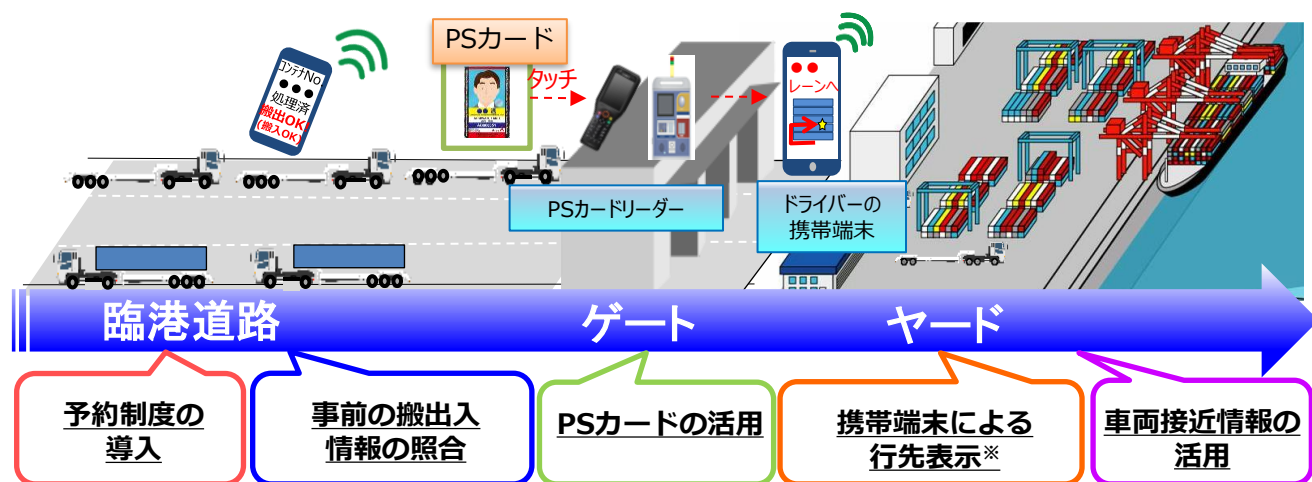 PSカード
コンテナNo
●●●
処理済
搬出OK
(搬入OK)
タッチ
●●
レーンへ
PSカードリーダー
ドライバーの
携帯端末
臨港道路
ゲート
ヤード
予約制度の
導入
事前の搬出入
情報の照合
PSカードの活用
携帯端末による
行先表示※
車両接近情報の
活用